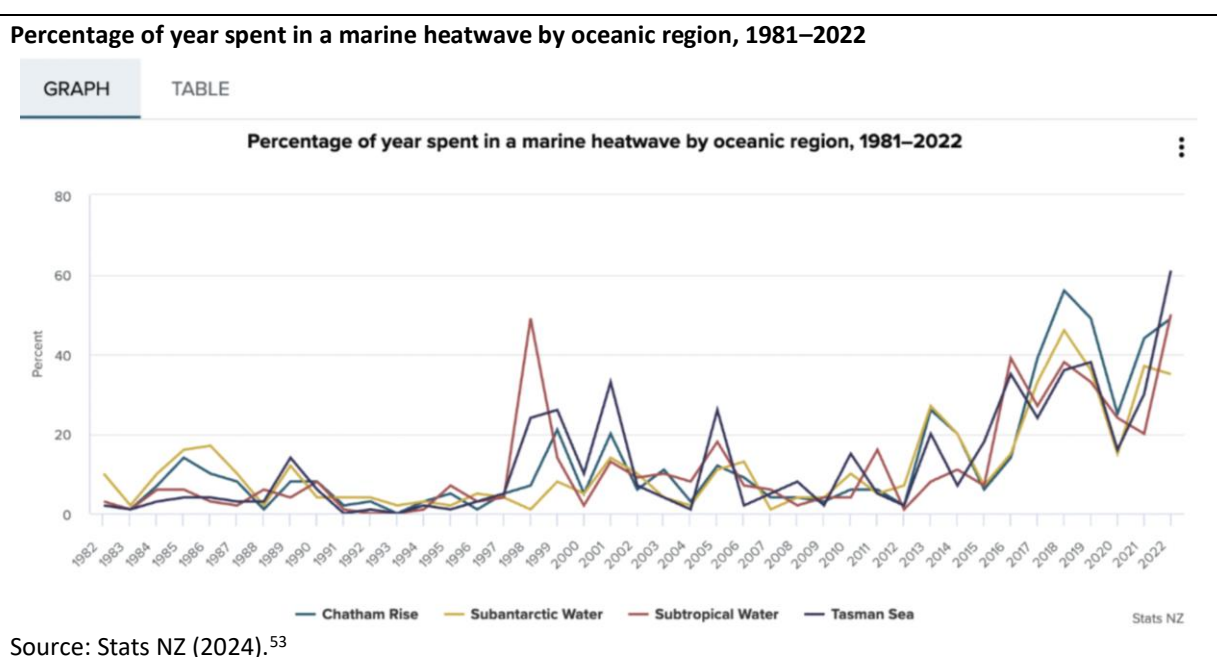 Percentage of year spent in a marine heatwave by oceanic region, 1981–2022
GRAPH TABLE
Percentage of year spent in a marine heatwave by oceanic region, 1981–2022
80
60
40
20
0
Percent
1982 1983 1984 1985 1986 1987 1988 1989 1990 1991 1992 1993 1994 1995 1996 1997 1998 1999 2000 2001 2002 2003 2004 2005 2006 2007 2008 2009 2010 2011 2012 2013 2014 2015 2016 2017 2018 2019 2020 2021 2022
Chatham Rise Subantarctic Water Subtropical Water Tasman Sea
Stats NZ
Source: Stats NZ (2024).53